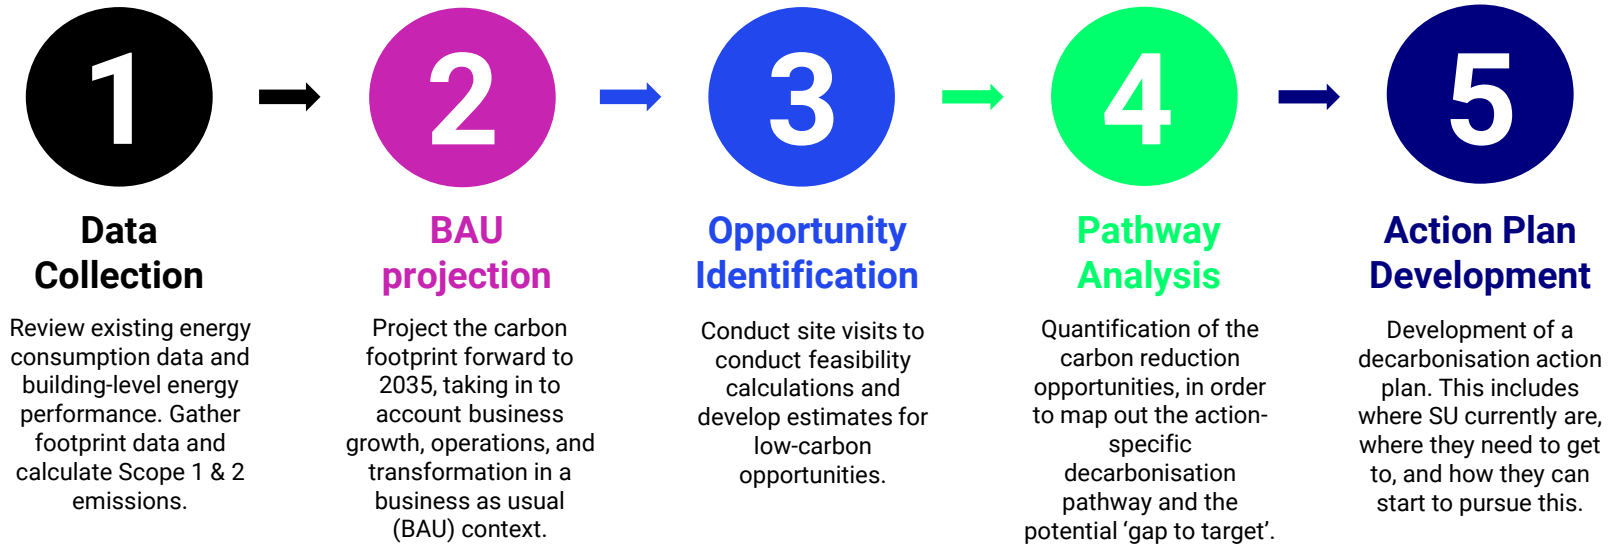 1
Data
Collection
Review existing energy
consumption data and
building-level energy
performance. Gather
footprint data and
calculate Scope 1 & 2
emissions.
2
BAU
projection
Project the carbon
footprint forward to
2035, taking in to
account business
growth, operations, and
transformation in a
business as usual
(BAU) context.
3
Opportunity
Identification
Conduct site visits to
conduct feasibility
calculations and
develop estimates for
low-carbon
opportunities.
4
Pathway
Analysis
Quantification of the
carbon reduction
opportunities, in order
to map out the action-
specific
decarbonisation
pathway and the
potential ‘gap to target’.
5
Action Plan
Development
Development of a
decarbonisation action
plan. This includes
where SU currently are,
where they need to get
to, and how they can
start to pursue this.